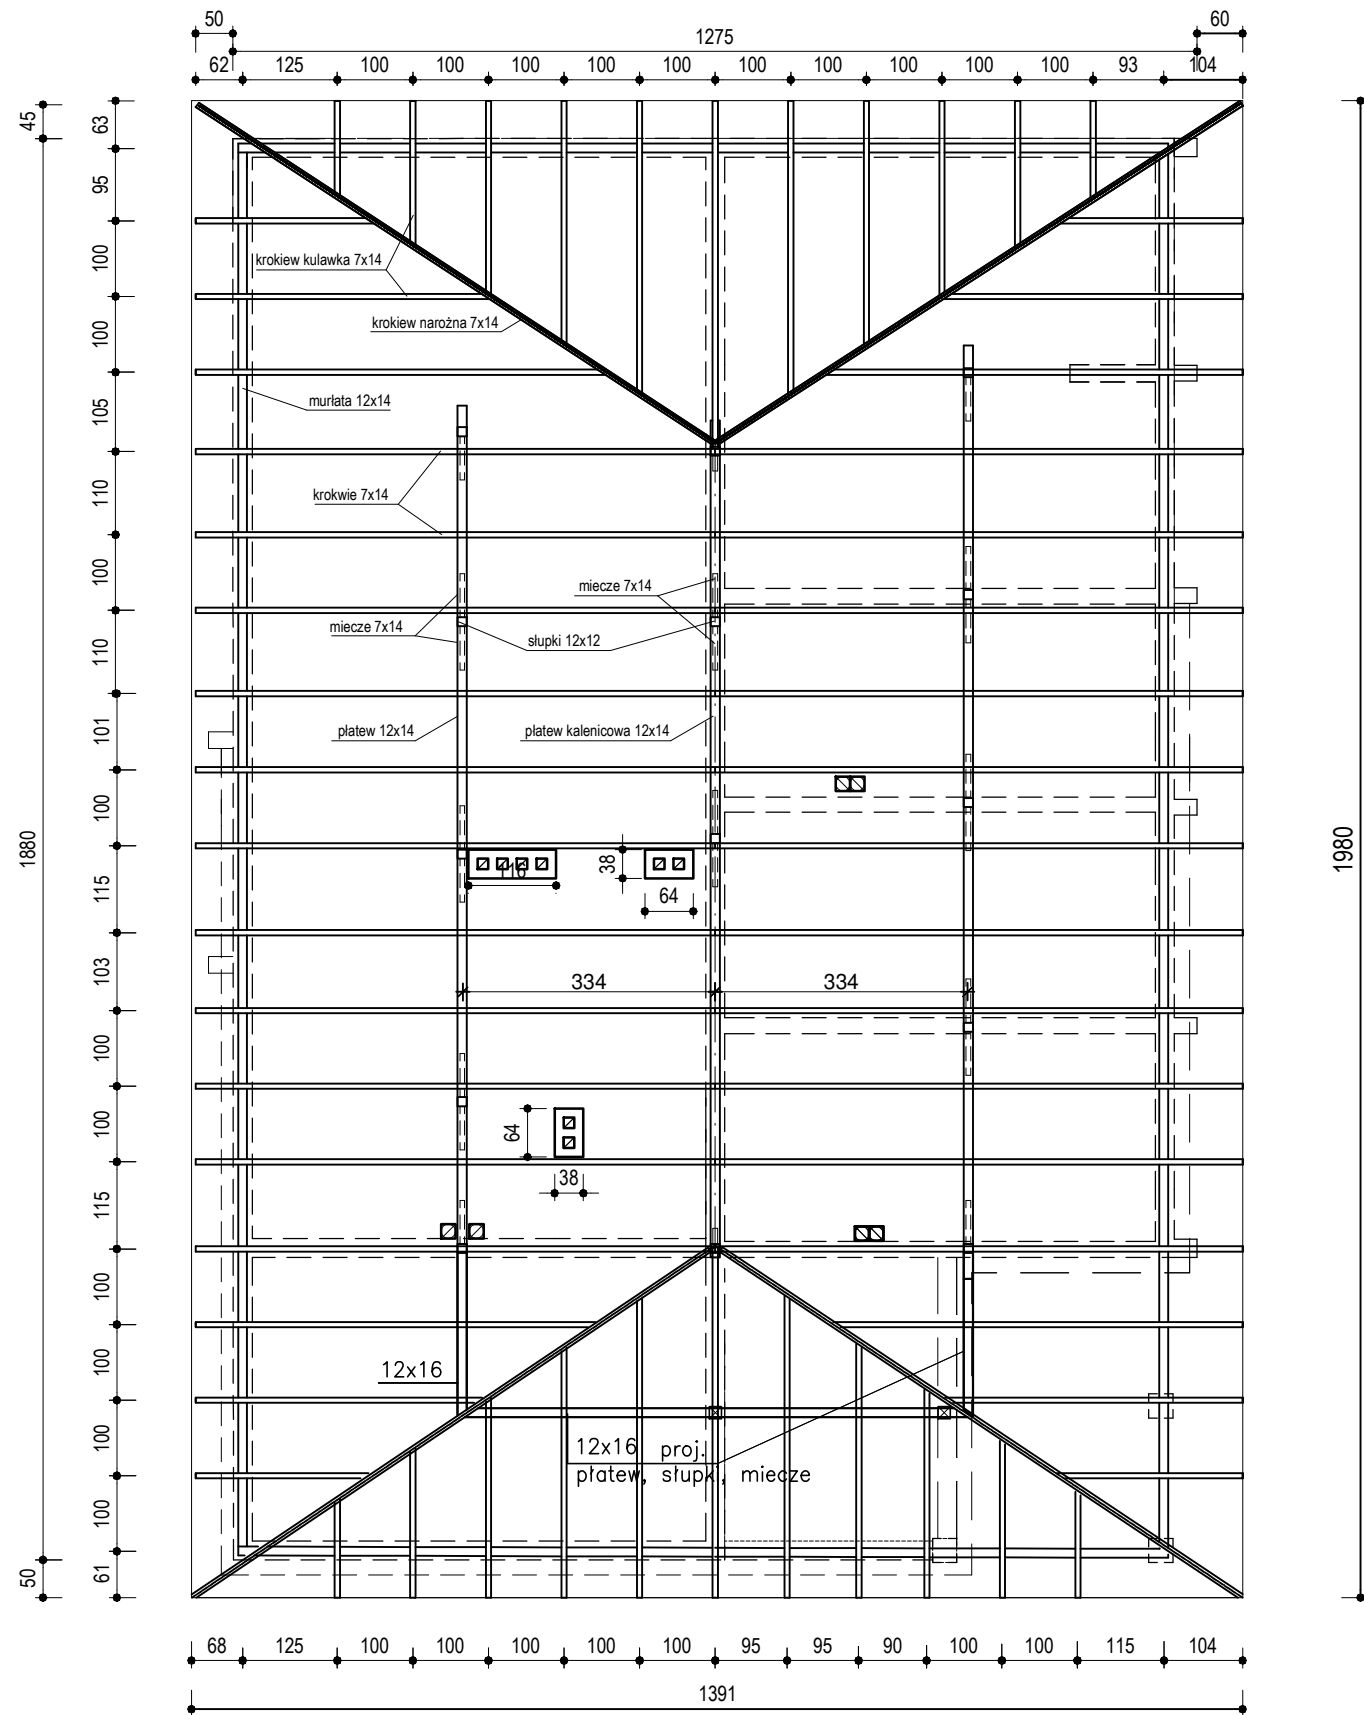 50
60
1275
62 125 100 100 100 100 100 100 100 100 100 100 93 104
45
63
95
100
100
105
110
100
110
101
100
115
103
100
100
115
100
100
100
100
61
1880
50
1980
krokiew kulawka 7x14
krokiew narożna 7x14
murłata 12x14
krokwie 7x14
miecze 7x14
miecze 7x14
słupki 12x12
płatew 12x14
płatew kalenicowa 12x14
116
38
64
334
334
64
38
12x16
12x16 proj.
płatew, słupki, miecze
68 125 100 100 100 100 100 95 95 90 100 100 115 104
1391